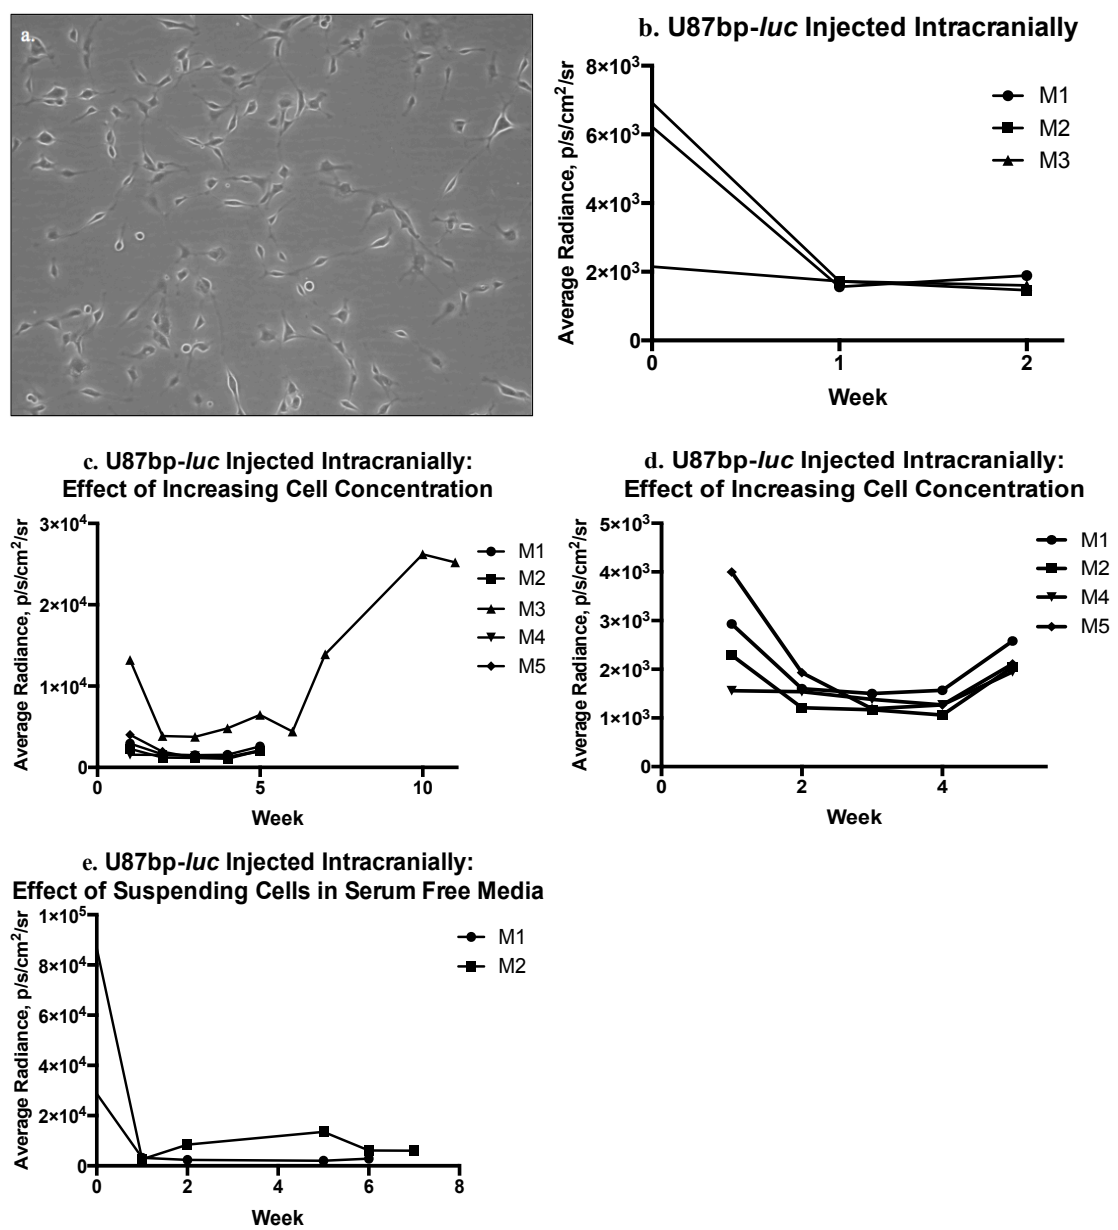 a.
b. U87bp-luc Injected Intracranially
Average Radiance, p/s/cm²/sr
8×10³
6×10³
4×10³
2×10³
0
0
1
2
Week
M1
M2
M3
c. U87bp-luc Injected Intracranially:
Effect of Increasing Cell Concentration
Average Radiance, p/s/cm²/sr
3×10⁴
2×10⁴
1×10⁴
0
0
5
10
Week
M1
M2
M3
M4
M5
d. U87bp-luc Injected Intracranially:
Effect of Increasing Cell Concentration
Average Radiance, p/s/cm²/sr
5×10³
4×10³
3×10³
2×10³
1×10³
0
0
2
4
Week
M1
M2
M4
M5
e. U87bp-luc Injected Intracranially:
Effect of Suspending Cells in Serum Free Media
Average Radiance, p/s/cm²/sr
1×10⁵
8×10⁴
6×10⁴
4×10⁴
2×10⁴
0
0
2
4
6
8
Week
M1
M2